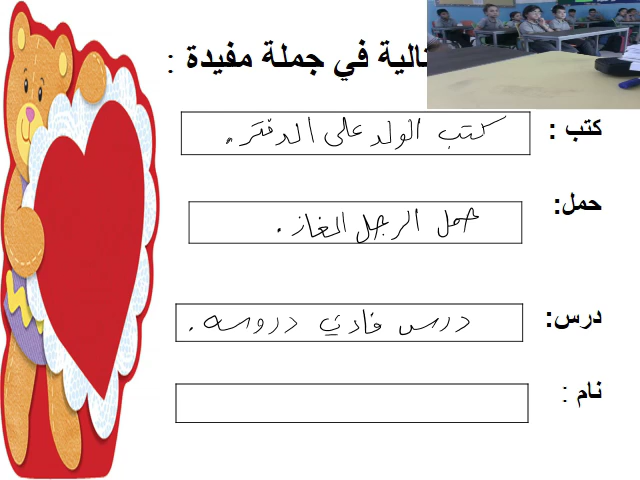 تالية في جملة مفيدة :
كتب : كتب الولد على الدفتر .
حمل: حمل الرجل الغاز .
درس: درس فادي دروسه .
نام :